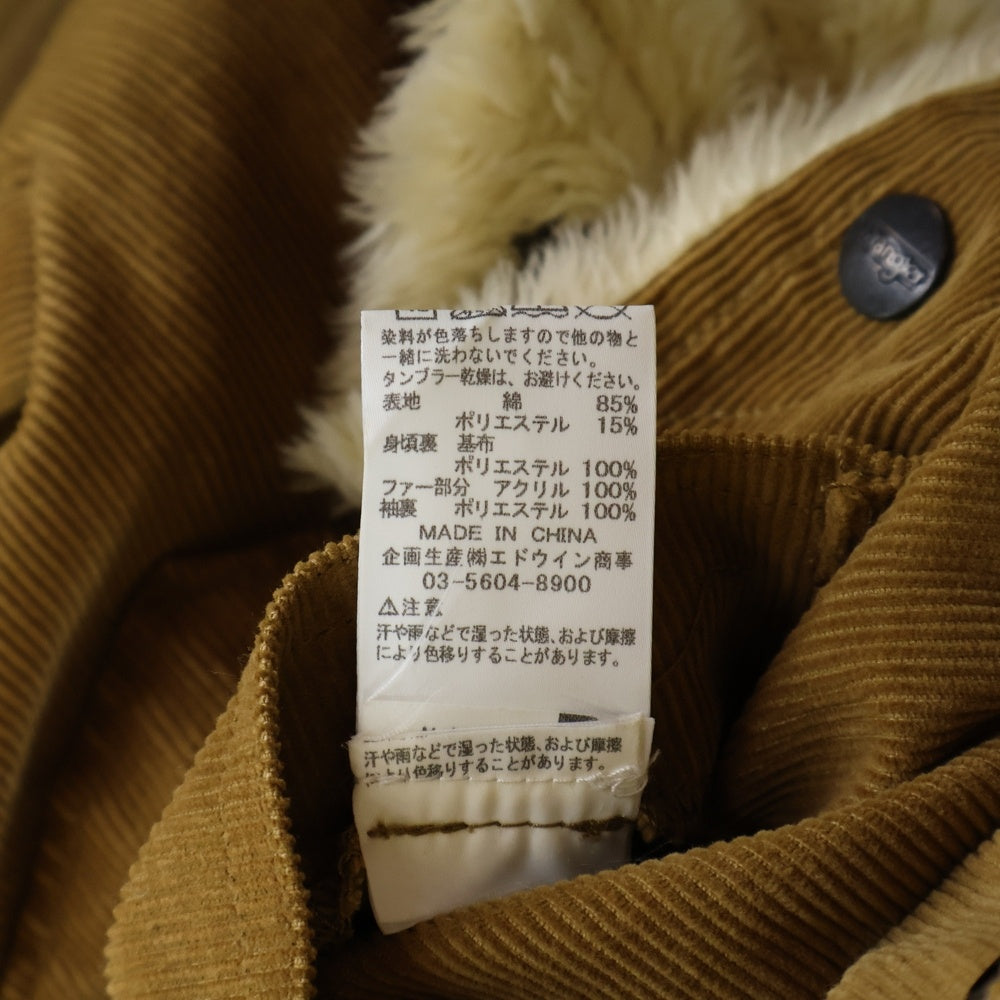 染料が色落ちしますので他の物と
一緒に洗わないでください。
タンブラー乾燥は、お避けください。
表地 綿 85%
ポリエステル 15%
身頃裏 基布
ポリエステル 100%
ファー部分 アクリル 100%
袖裏 ポリエステル 100%
MADE IN CHINA
企画生産㈱エドウイン商事
03-5604-8900
⚠注意
汗や雨などで湿った状態、および摩擦
により色移りすることがあります。
汗や雨などで湿った状態、および摩擦
により色移りすることがあります。